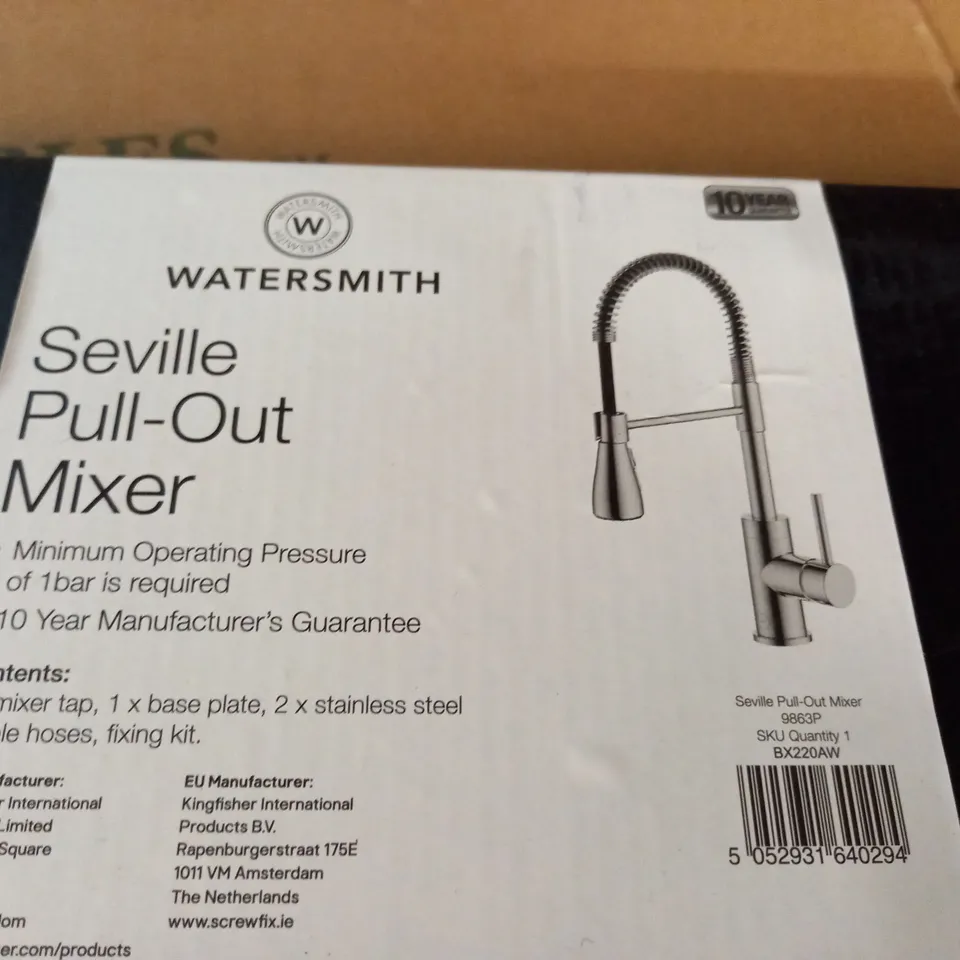 W
WATERSMITH
10 YEAR
GUARANTEE
Seville
Pull-Out
Mixer
Minimum Operating Pressure
of 1bar is required
10 Year Manufacturer's Guarantee
ntents:
mixer tap, 1 x base plate, 2 x stainless steel
le hoses, fixing kit.
Seville Pull-Out Mixer
9863P
SKU Quantity 1
BX220AW
5 052931 640294
facturer:
r International
Limited
Square
lom
er.com/products
EU Manufacturer:
Kingfisher International
Products B.V.
Rapenburgerstraat 175E
1011 VM Amsterdam
The Netherlands
www.screwfix.ie